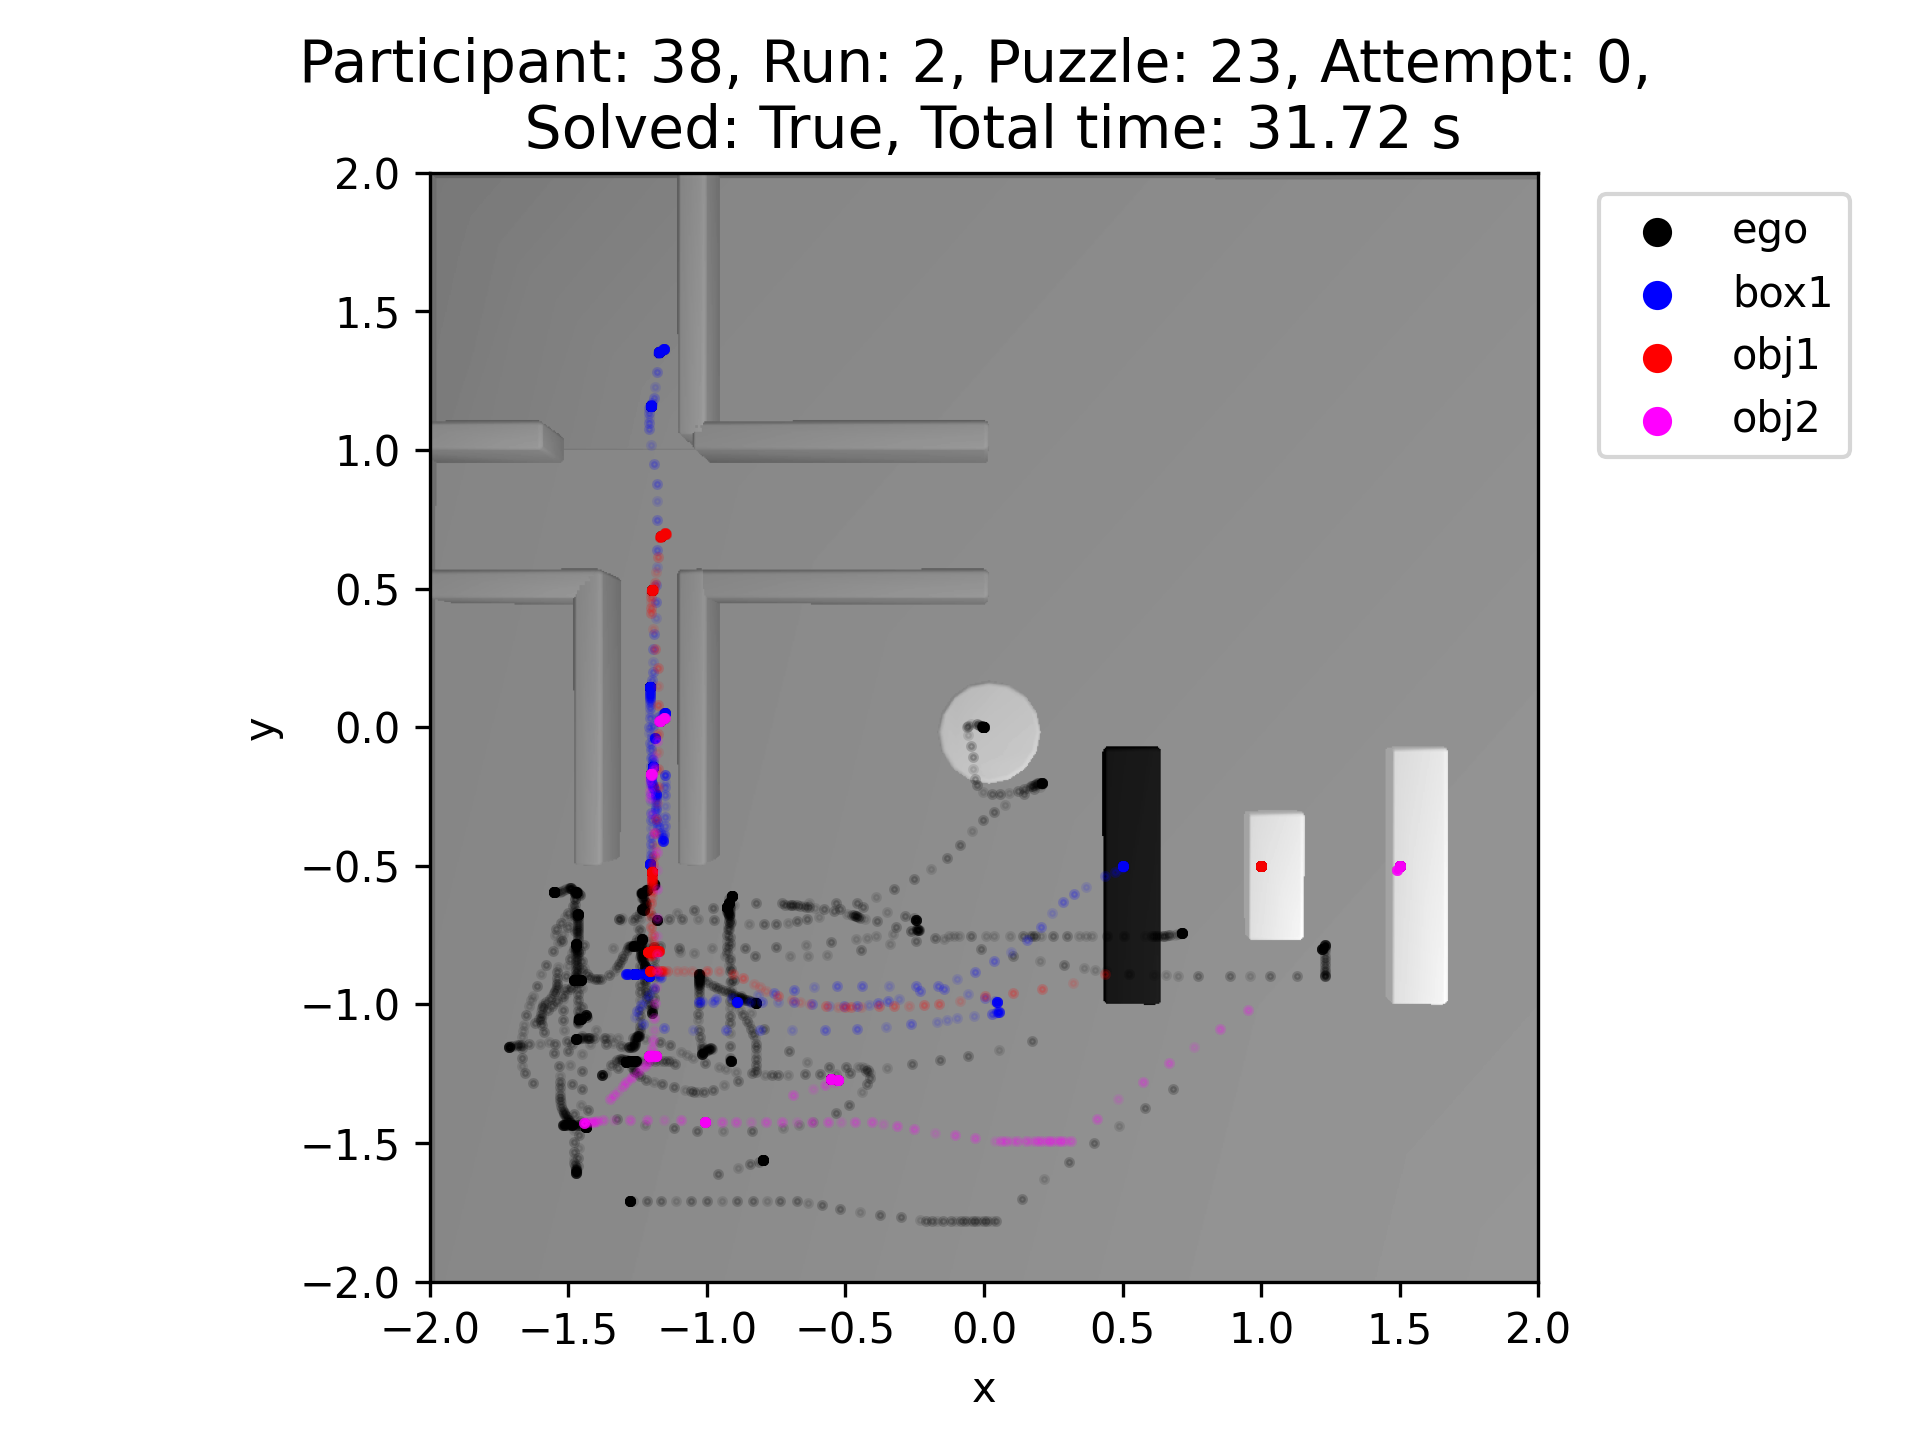 Participant: 38, Run: 2, Puzzle: 23, Attempt: 0,
Solved: True, Total time: 31.72 s
2.0
1.5
1.0
0.5
0.0
−0.5
−1.0
−1.5
−2.0
y
−2.0 −1.5 −1.0 −0.5 0.0 0.5 1.0 1.5 2.0
x
ego
box1
obj1
obj2